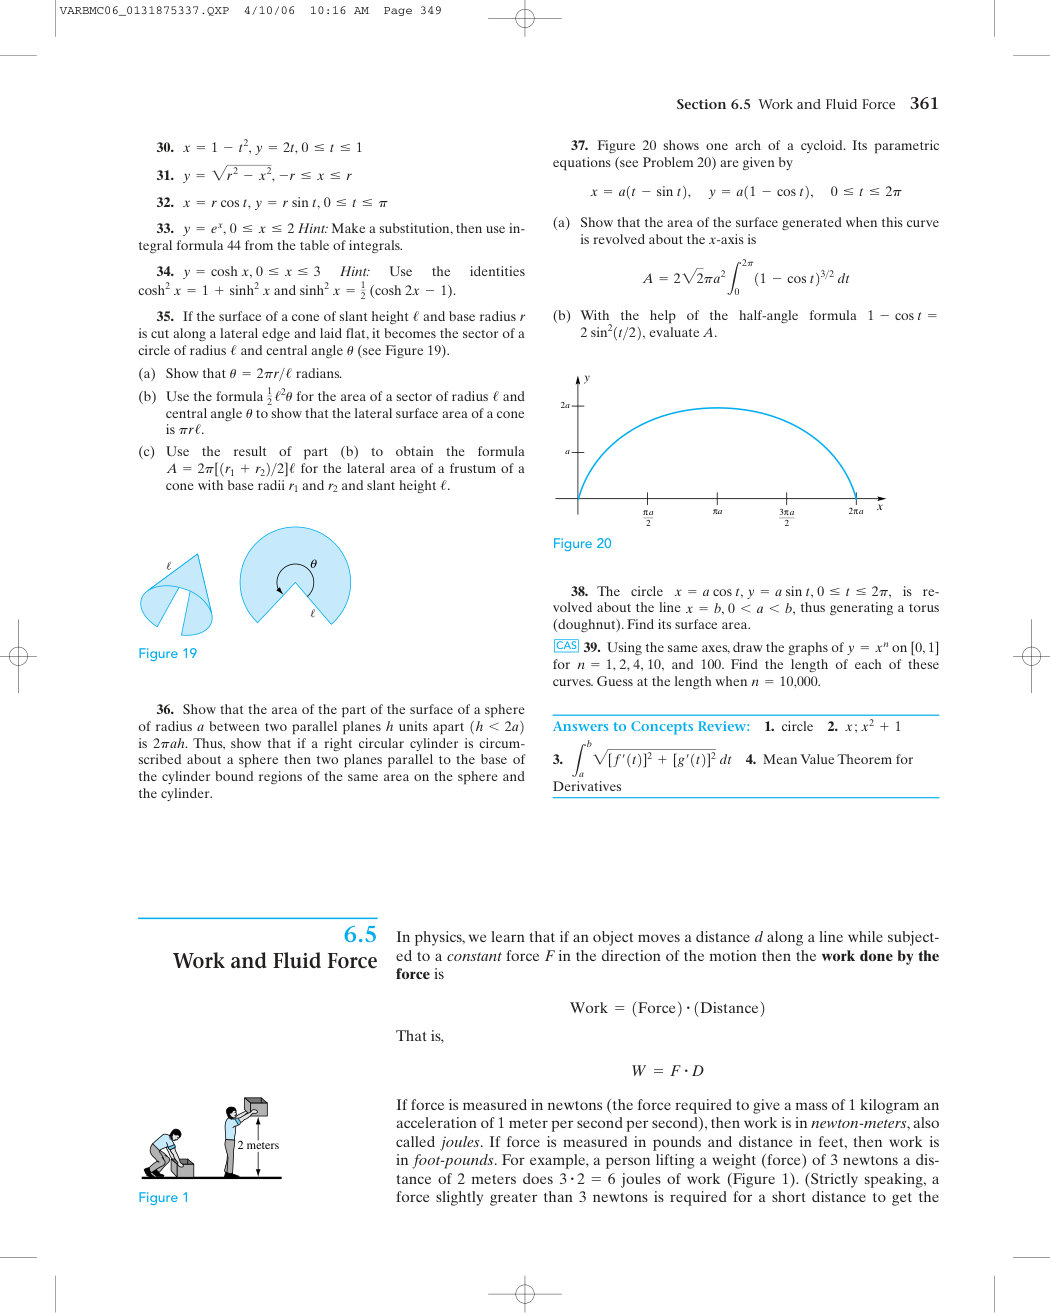 VARBMC06_0131875337.QXP 4/10/06 10:16 AM Page 349
Section 6.5 Work and Fluid Force 361
30. x = 1 − t², y = 2t, 0 ≤ t ≤ 1
31. y = √(r² − x²), −r ≤ x ≤ r
32. x = r cos t, y = r sin t, 0 ≤ t ≤ π
33. y = eˣ, 0 ≤ x ≤ 2 Hint: Make a substitution, then use in-
tegral formula 44 from the table of integrals.
34. y = cosh x, 0 ≤ x ≤ 3 Hint: Use the identities
cosh² x = 1 + sinh² x and sinh² x = ½ (cosh 2x − 1).
35. If the surface of a cone of slant height ℓ and base radius r
is cut along a lateral edge and laid flat, it becomes the sector of a
circle of radius ℓ and central angle θ (see Figure 19).
(a) Show that θ = 2πr/ℓ radians.
(b) Use the formula ½ ℓ²θ for the area of a sector of radius ℓ and
central angle θ to show that the lateral surface area of a cone
is πrℓ.
(c) Use the result of part (b) to obtain the formula
A = 2π[(r₁ + r₂)/2]ℓ for the lateral area of a frustum of a
cone with base radii r₁ and r₂ and slant height ℓ.
ℓ
θ
ℓ
Figure 19
36. Show that the area of the part of the surface of a sphere
of radius a between two parallel planes h units apart (h < 2a)
is 2πah. Thus, show that if a right circular cylinder is circum-
scribed about a sphere then two planes parallel to the base of
the cylinder bound regions of the same area on the sphere and
the cylinder.
37. Figure 20 shows one arch of a cycloid. Its parametric
equations (see Problem 20) are given by
x = a(t − sin t), y = a(1 − cos t), 0 ≤ t ≤ 2π
(a) Show that the area of the surface generated when this curve
is revolved about the x-axis is
A = 2√2πa² ∫₀^2π (1 − cos t)^3/2 dt
(b) With the help of the half-angle formula 1 − cos t =
2 sin²(t/2), evaluate A.
y
2a
a
πa/2 πa 3πa/2 2πa x
Figure 20
38. The circle x = a cos t, y = a sin t, 0 ≤ t ≤ 2π, is re-
volved about the line x = b, 0 < a < b, thus generating a torus
(doughnut). Find its surface area.
CAS 39. Using the same axes, draw the graphs of y = xⁿ on [0, 1]
for n = 1, 2, 4, 10, and 100. Find the length of each of these
curves. Guess at the length when n = 10,000.
Answers to Concepts Review: 1. circle 2. x; x² + 1
3. ∫ₐᵇ √([f′(t)]² + [g′(t)]²) dt 4. Mean Value Theorem for
Derivatives
6.5
Work and Fluid Force
In physics, we learn that if an object moves a distance d along a line while subject-
ed to a constant force F in the direction of the motion then the work done by the
force is
Work = (Force) · (Distance)
That is,
W = F · D
If force is measured in newtons (the force required to give a mass of 1 kilogram an
acceleration of 1 meter per second per second), then work is in newton-meters, also
called joules. If force is measured in pounds and distance in feet, then work is
in foot-pounds. For example, a person lifting a weight (force) of 3 newtons a dis-
tance of 2 meters does 3 · 2 = 6 joules of work (Figure 1). (Strictly speaking, a
force slightly greater than 3 newtons is required for a short distance to get the
2 meters
Figure 1